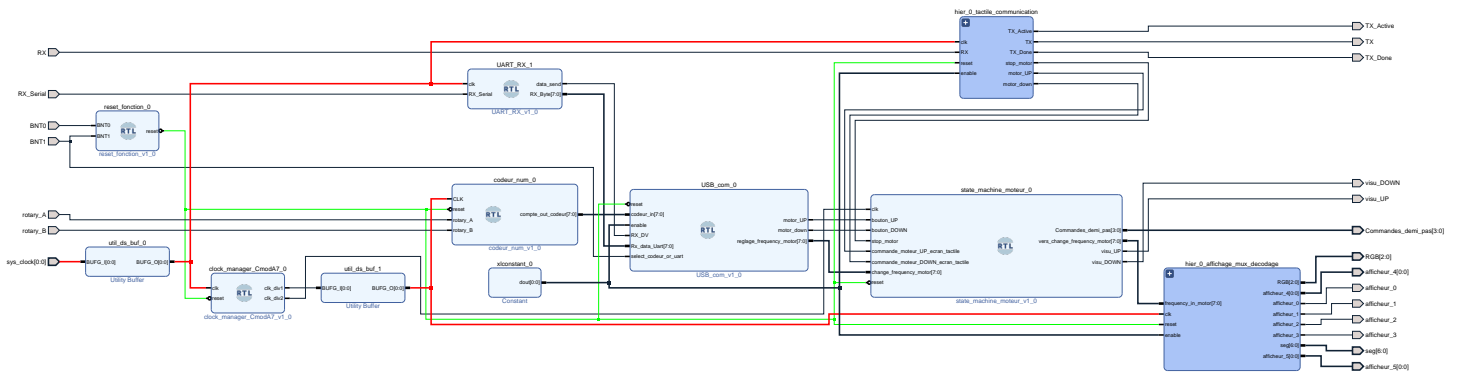 hier_0_tactile_communication
clk
RX
reset
enable
TX_Active
TX
TX_Done
stop_motor
motor_UP
motor_down
TX_Active
TX
TX_Done
RX
RX_Serial
UART_RX_1
clk
RX_Serial
RTL
data_send
RX_Byte[7:0]
UART_RX_v1_0
reset_fonction_0
BNT0
BNT1
BNT0
BNT1
RTL
reset
reset_fonction_v1_0
rotary_A
rotary_B
codeur_num_0
CLK
reset
rotary_A
rotary_B
RTL
compte_out_codeur[7:0]
codeur_num_v1_0
USB_com_0
reset
codeur_in[7:0]
enable
RX_DV
Rx_data_Uart[7:0]
select_codeur_or_uart
RTL
motor_UP
motor_down
reglage_frequency_motor[7:0]
USB_com_v1_0
state_machine_moteur_0
clk
bouton_UP
bouton_DOWN
stop_motor
commande_moteur_UP_ecran_tactile
commande_moteur_DOWN_ecran_tactile
change_frequency_motor[7:0]
reset
RTL
Commandes_demi_pas[3:0]
vers_change_frequency_moteur[7:0]
visu_UP
visu_DOWN
state_machine_moteur_v1_0
visu_DOWN
visu_UP
Commandes_demi_pas[3:0]
sys_clock[0:0]
util_ds_buf_0
BUFG_I[0:0]
BUFG_O[0:0]
Utility Buffer
clock_manager_CmodA7_0
clk
reset
RTL
clk_div1
clk_div2
clock_manager_CmodA7_v1_0
util_ds_buf_1
BUFG_I[0:0]
BUFG_O[0:0]
Utility Buffer
xlconstant_0
dout[0:0]
Constant
hier_0_affichage_mux_decodage
frequency_in_motor[7:0]
clk
reset
enable
RGB[2:0]
afficheur_4[0:0]
afficheur_0
afficheur_1
afficheur_2
afficheur_3
seg[6:0]
afficheur_5[0:0]
RGB[2:0]
afficheur_4[0:0]
afficheur_0
afficheur_1
afficheur_2
afficheur_3
seg[6:0]
afficheur_5[0:0]